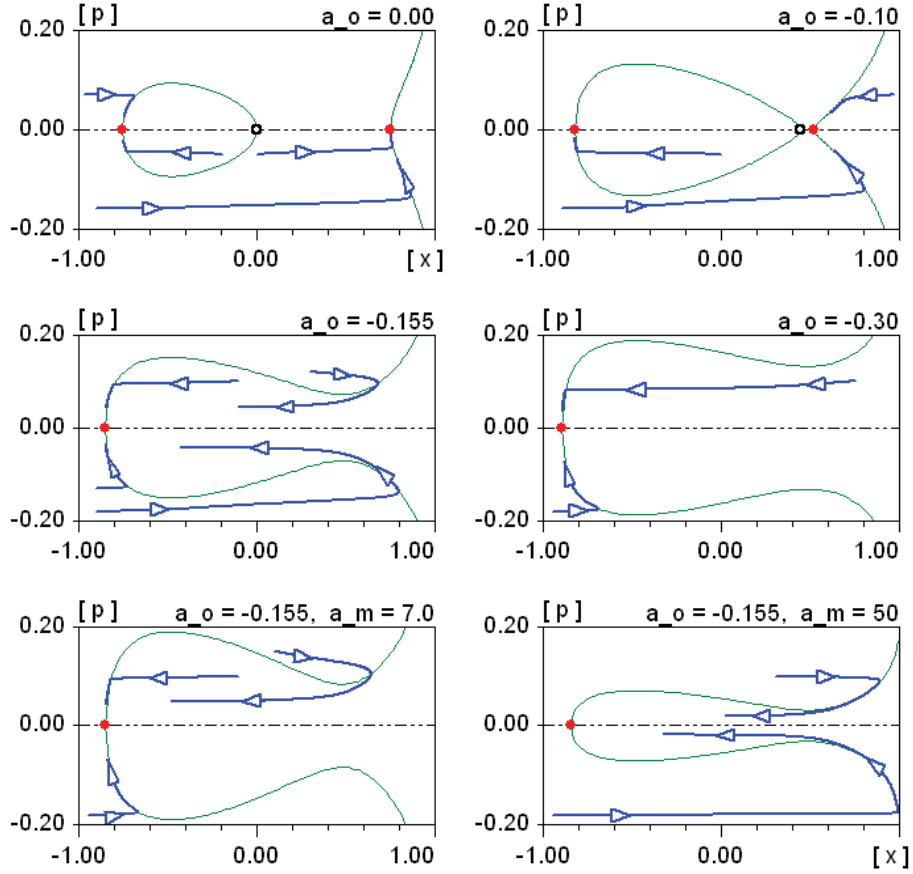 [ p ] a_o = 0.00
0.20
0.00
-0.20
-1.00 0.00 [ x ]
[ p ] a_o = -0.10
0.20
0.00
-0.20
-1.00 0.00 1.00
[ p ] a_o = -0.155
0.20
0.00
-0.20
-1.00 0.00 1.00
[ p ] a_o = -0.30
0.20
0.00
-0.20
-1.00 0.00 1.00
[ p ] a_o = -0.155, a_m = 7.0
0.20
0.00
-0.20
-1.00 0.00 1.00
[ p ] a_o = -0.155, a_m = 50
0.20
0.00
-0.20
-1.00 0.00 [ x ]